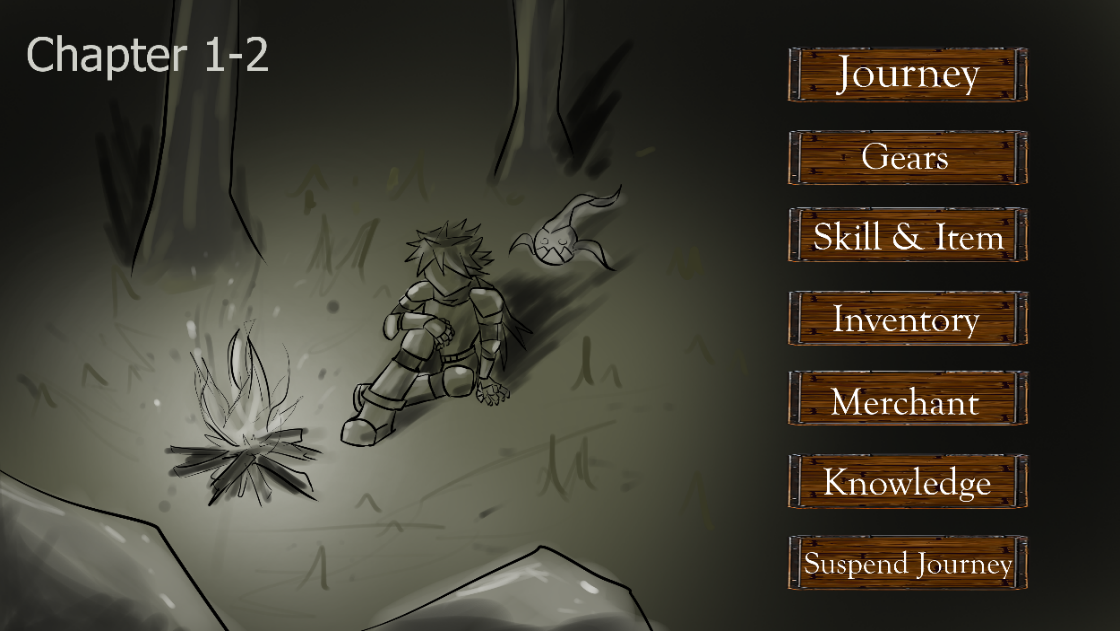 Chapter 1-2
Journey
Gears
Skill & Item
Inventory
Merchant
Knowledge
Suspend Journey